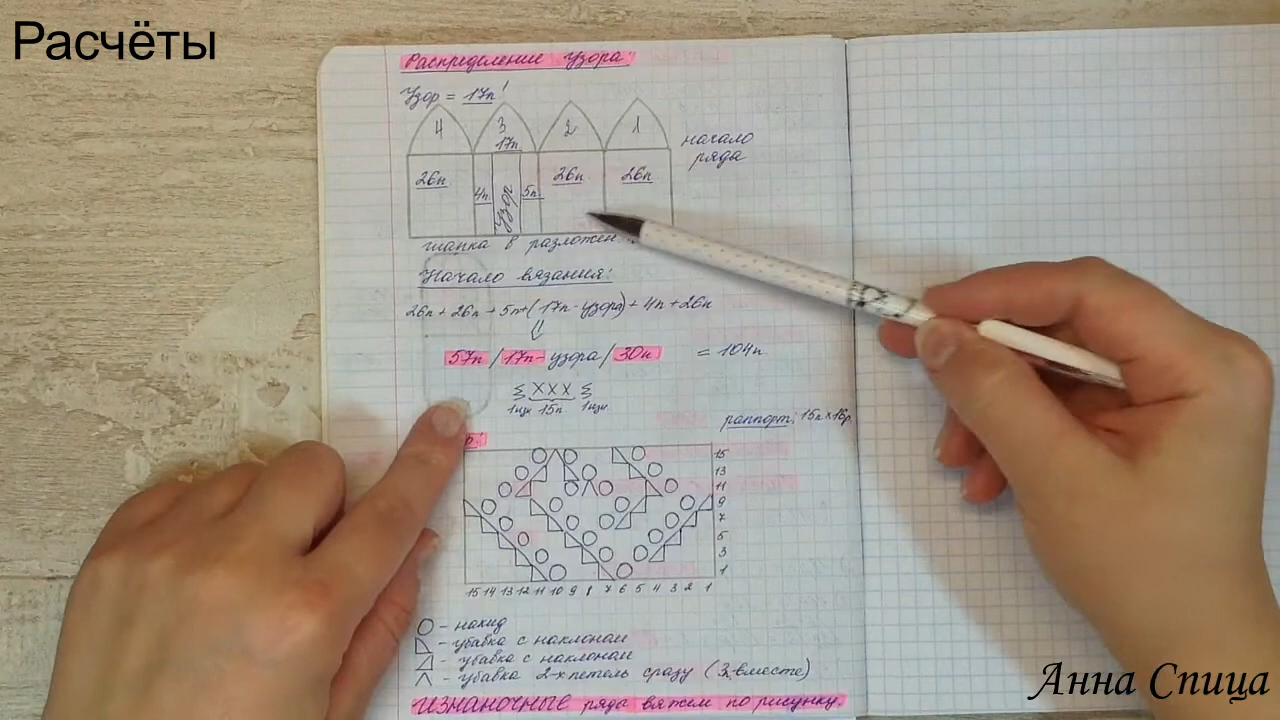 Расчёты
Распределение узора:
Узор = 17п!
4 3 2 1
17п
начало
ряда
26п 4п Узор 5п 26п 26п
шапка в разложен
Начало вязания:
26п + 26п + 5п + (17п - узора) + 4п + 26п
⇓
57п / 17п - узора / 30п = 104п
Σ XXX Σ
1изн 15п 1изн
раппорт: 15п x 16р.
р!
15
13
11
9
7
5
3
1
15 14 13 12 11 10 9 8 7 6 5 4 3 2 1
О - накид
- убавка с наклоном
- убавка с наклоном
Λ - убавка 2-х петель сразу (3-вместе)
Изнаночные ряды вяжем по рисунку.
Анна Спица